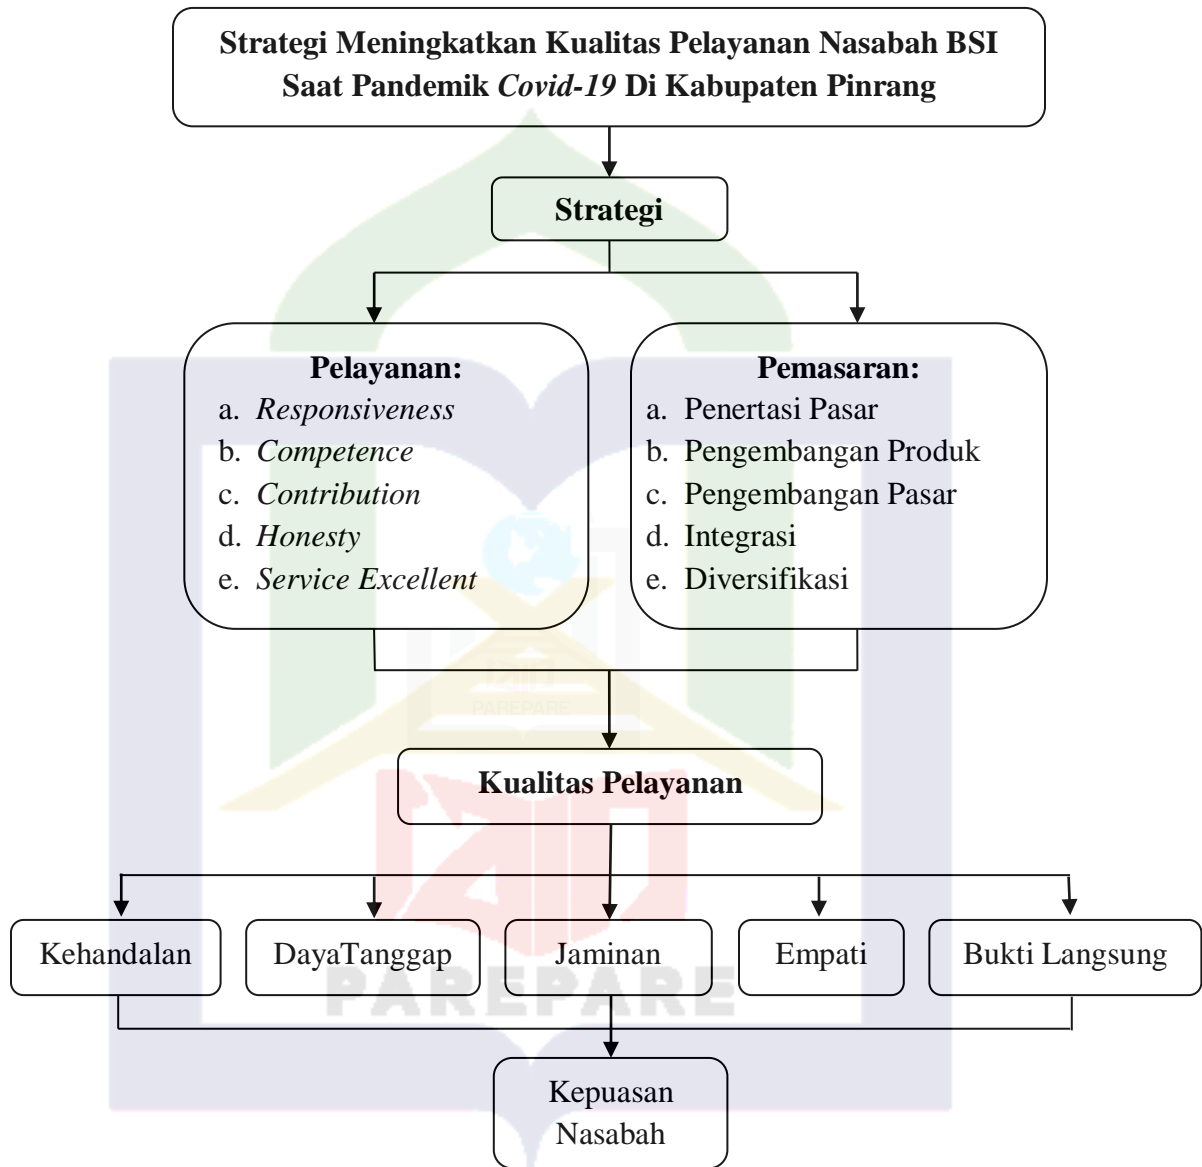 Strategi Meningkatkan Kualitas Pelayanan Nasabah BSI
Saat Pandemik Covid-19 Di Kabupaten Pinrang
Strategi
Pelayanan:
a. Responsiveness
b. Competence
c. Contribution
d. Honesty
e. Service Excellent
Pemasaran:
a. Penertasi Pasar
b. Pengembangan Produk
c. Pengembangan Pasar
d. Integrasi
e. Diversifikasi
PAREPARE
Kualitas Pelayanan
Kehandalan
DayaTanggap
Jaminan
Empati
Bukti Langsung
PAREPARE
Kepuasan
Nasabah